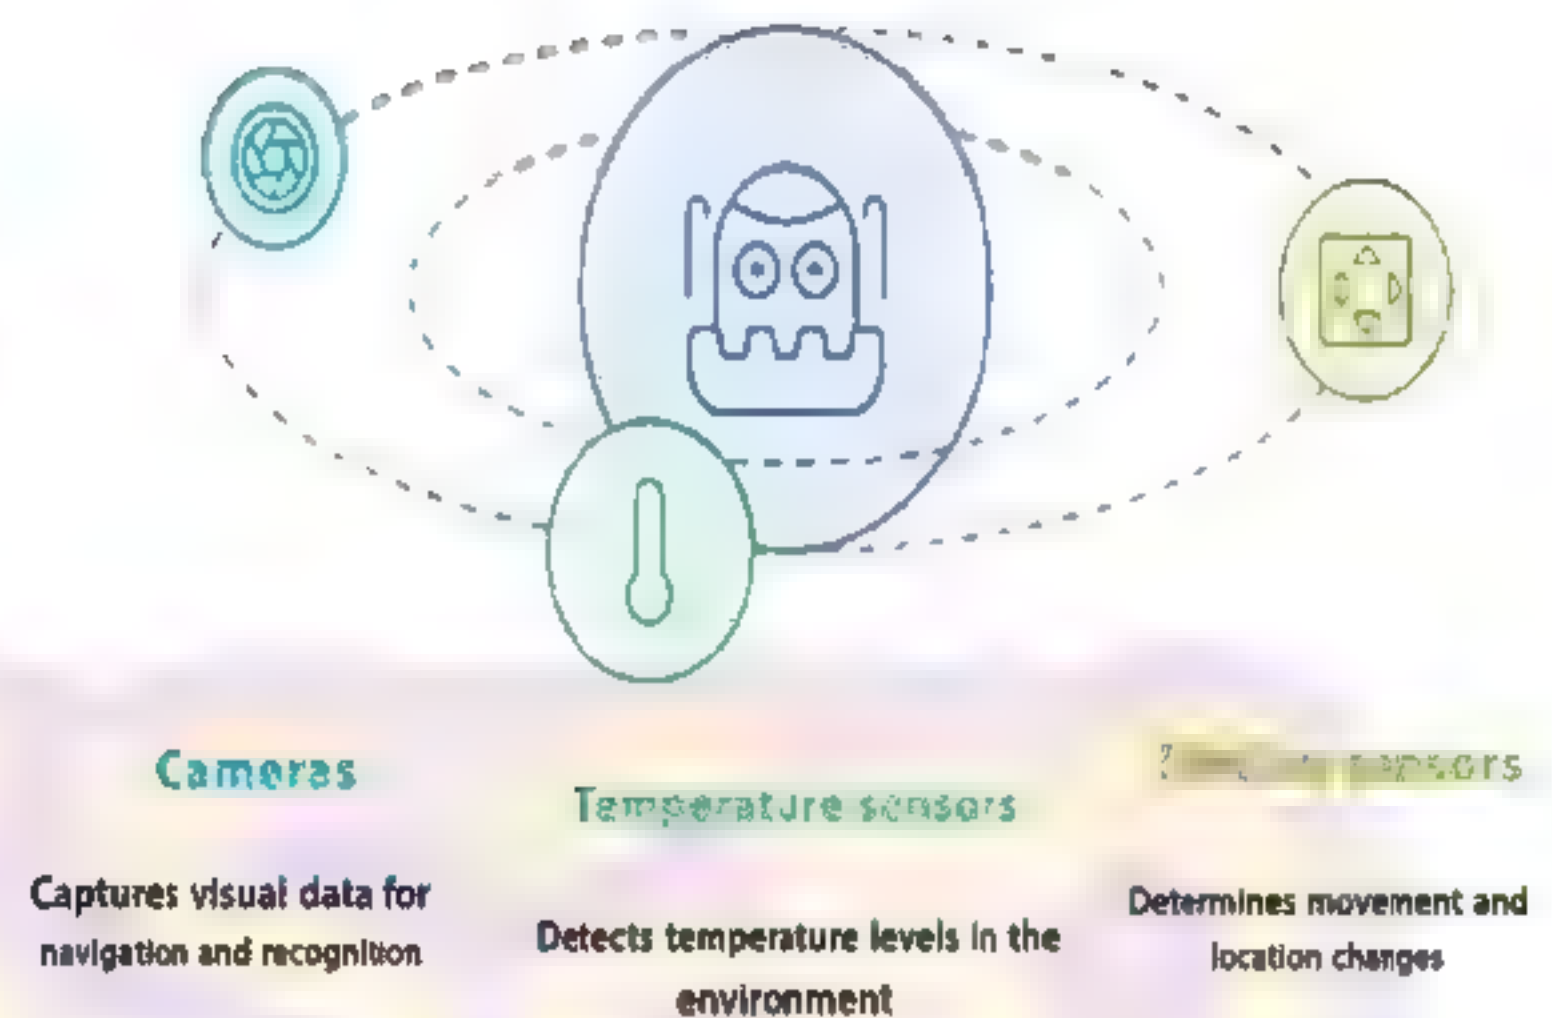 Cameras
Captures visual data for
navigation and recognition
Temperature sensors
Detects temperature levels in the
environment
sensors
Determines movement and
location changes